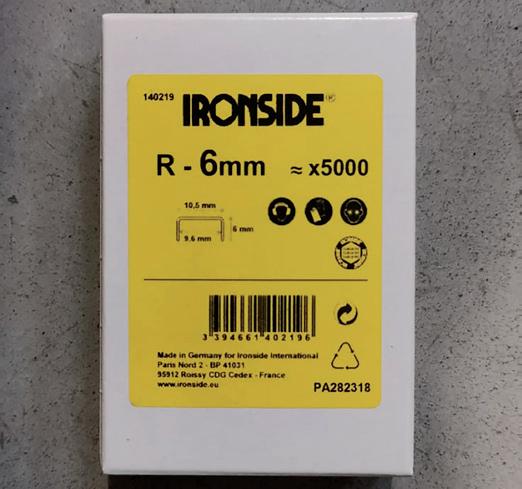 140219
IRONSIDE®
R - 6mm ≈ x5000
10,5 mm
6 mm
9.6 mm
3 394661 402196
Made in Germany for Ironside International
Paris Nord 2 - BP 41031
95912 Roissy CDG Cedex - France
www.ironside.eu
PA282318